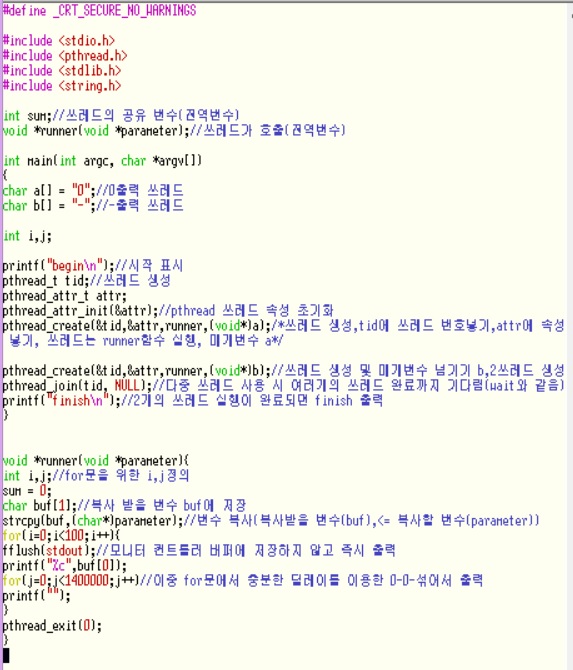 #define _CRT_SECURE_NO_WARNINGS
#include <stdio.h>
#include <pthread.h>
#include <stdlib.h>
#include <string.h>
int sum;//쓰레드의 공유 변수(전역변수)
void *runner(void *parameter);//쓰레드가 호출(전역변수)
int main(int argc, char *argv[])
{
char a[] = "0";//0출력 쓰레드
char b[] = "-";//-출력 쓰레드
int i,j;
printf("begin\n");//시작 표시
pthread_t tid;//쓰레드 생성
pthread_attr_t attr;
pthread_attr_init(&attr);//pthread 쓰레드 속성 초기화
pthread_create(&tid,&attr,runner,(void*)a);/*쓰레드 생성,tid에 쓰레드 번호넣기,attr에 속성
넣기, 쓰레드는 runner함수 실행, 매개변수 a*/
pthread_create(&tid,&attr,runner,(void*)b);//쓰레드 생성 및 매개변수 넘기기 b,2쓰레드 생성
pthread_join(tid, NULL);//다중 쓰레드 사용 시 여러개의 쓰레드 완료까지 기다림(wait와 같음)
printf("finish\n");//2개의 쓰레드 실행이 완료되면 finish 출력
}
void *runner(void *parameter){
int i,j;//for문을 위한 i,j정의
sum = 0;
char buf[1];//복사 받을 변수 buf에 저장
strcpy(buf,(char*)parameter);//변수 복사(복사받을 변수(buf),<= 복사할 변수(parameter))
for(i=0;i<100;i++){
fflush(stdout);//모니터 컨트롤러 버퍼에 저장하지 않고 즉시 출력
printf("%c",buf[0]);
for(j=0;j<1400000;j++)//이중 for문에서 충분한 딜레이를 이용한 0-0-섞어서 출력
printf("");
}
pthread_exit(0);
}